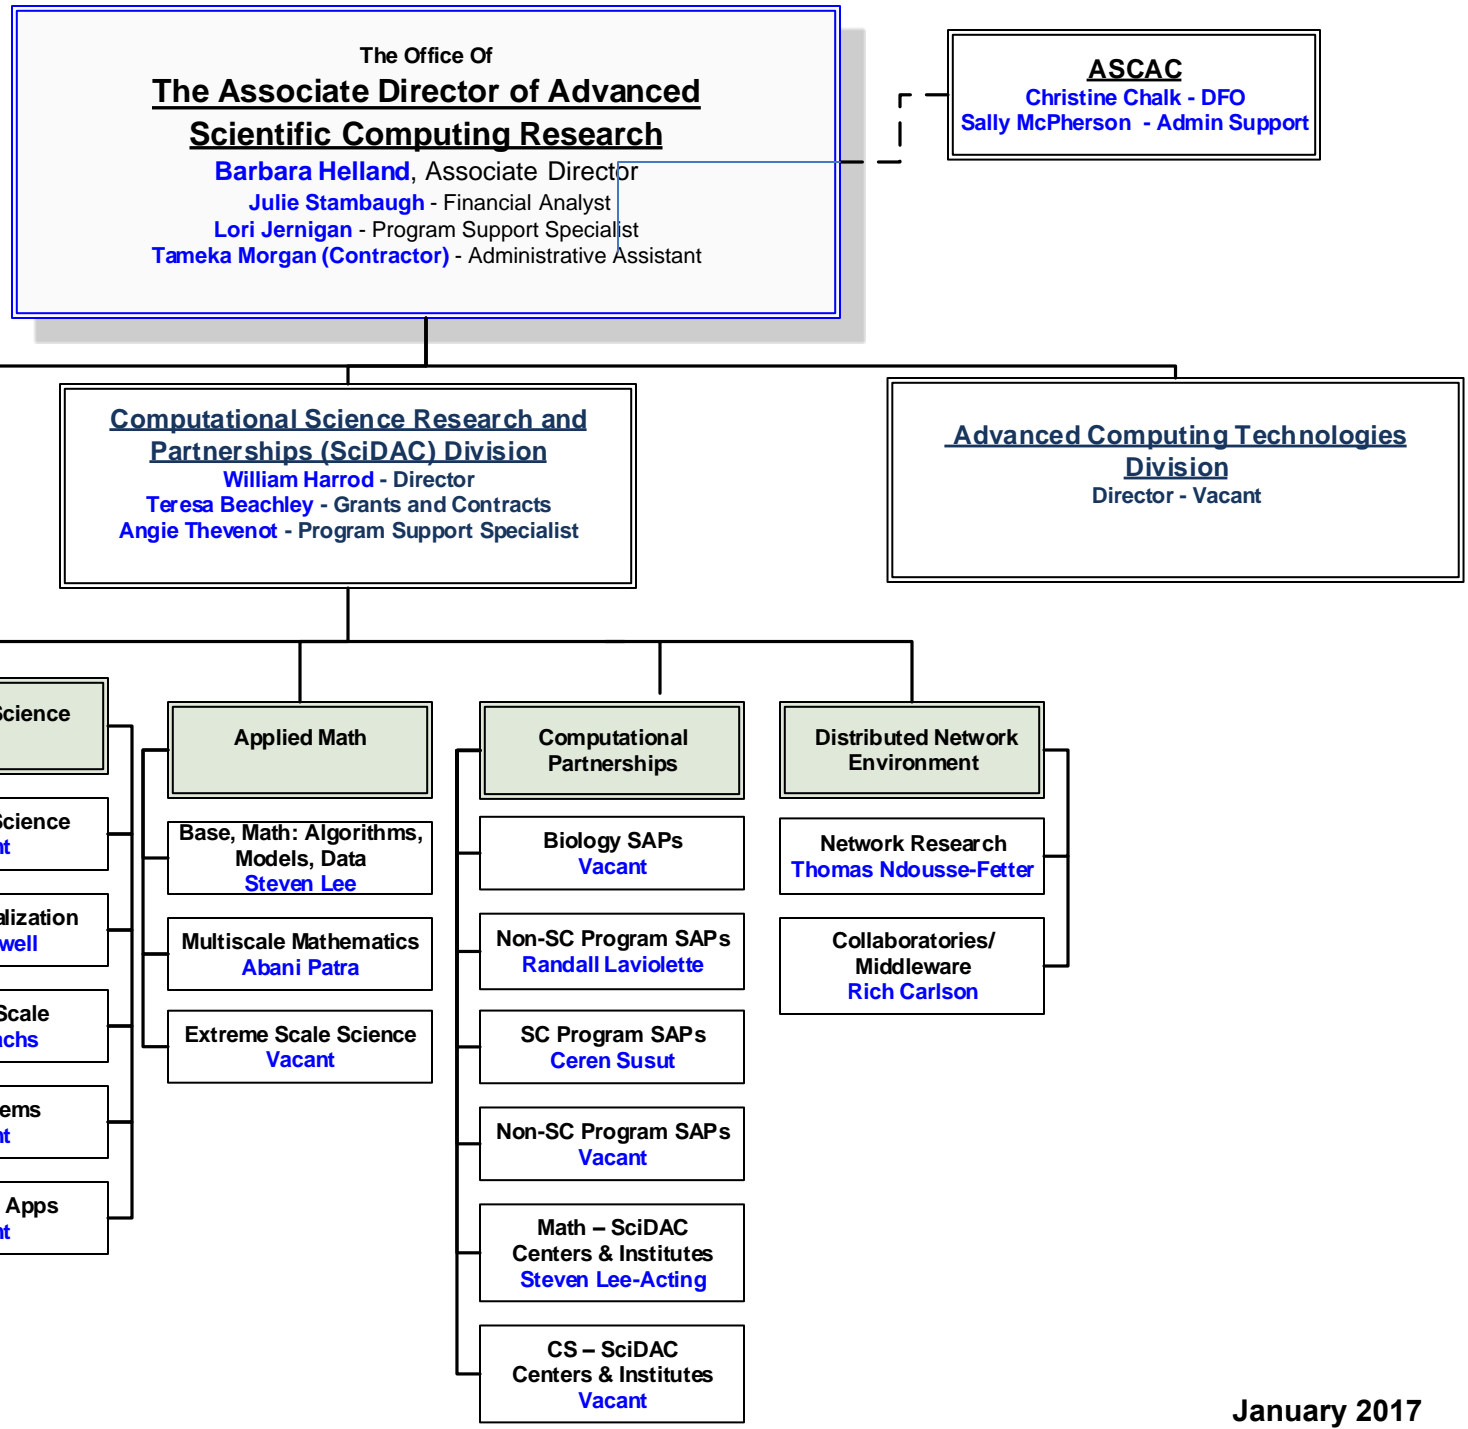 The Office Of
The Associate Director of Advanced
Scientific Computing Research
Barbara Helland, Associate Director
Julie Stambaugh - Financial Analyst
Lori Jernigan - Program Support Specialist
Tameka Morgan (Contractor) - Administrative Assistant
ASCAC
Christine Chalk - DFO
Sally McPherson - Admin Support
Computational Science Research and
Partnerships (SciDAC) Division
William Harrod - Director
Teresa Beachley - Grants and Contracts
Angie Thevenot - Program Support Specialist
Advanced Computing Technologies
Division
Director - Vacant
Science
Science
Scale
Apps
Applied Math
Base, Math: Algorithms,
Models, Data
Steven Lee
Multiscale Mathematics
Abani Patra
Extreme Scale Science
Vacant
Computational
Partnerships
Biology SAPs
Vacant
Non-SC Program SAPs
Randall Laviolette
SC Program SAPs
Ceren Susut
Non-SC Program SAPs
Vacant
Math – SciDAC
Centers & Institutes
Steven Lee-Acting
CS – SciDAC
Centers & Institutes
Vacant
Distributed Network
Environment
Network Research
Thomas Ndousse-Fetter
Collaboratories/
Middleware
Rich Carlson
January 2017